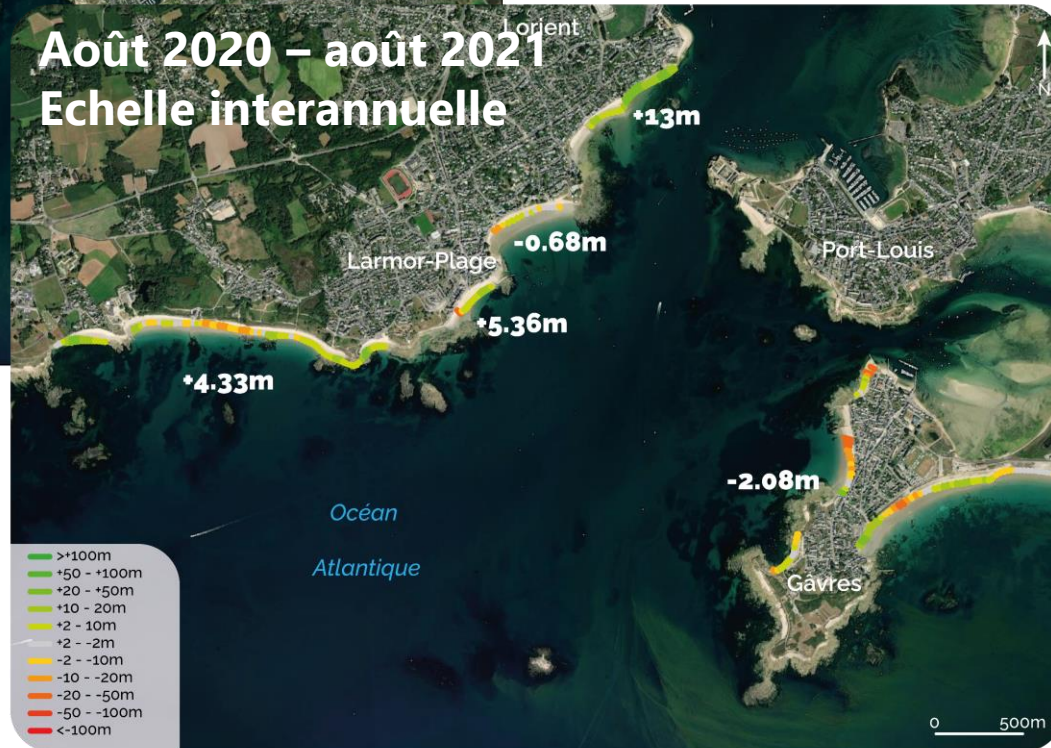 Août 2020 – août 2021
Echelle interannuelle
Lorient
N
+13m
-0.68m
Larmor-Plage
Port-Louis
+5.36m
+4.33m
-2.08m
Océan
Atlantique
Gâvres
>+100m
+50 - +100m
+20 - +50m
+10 - 20m
+2 - 10m
+2 - -2m
-2 - -10m
-10 - -20m
-20 - -50m
-50 - -100m
<-100m
0 500m